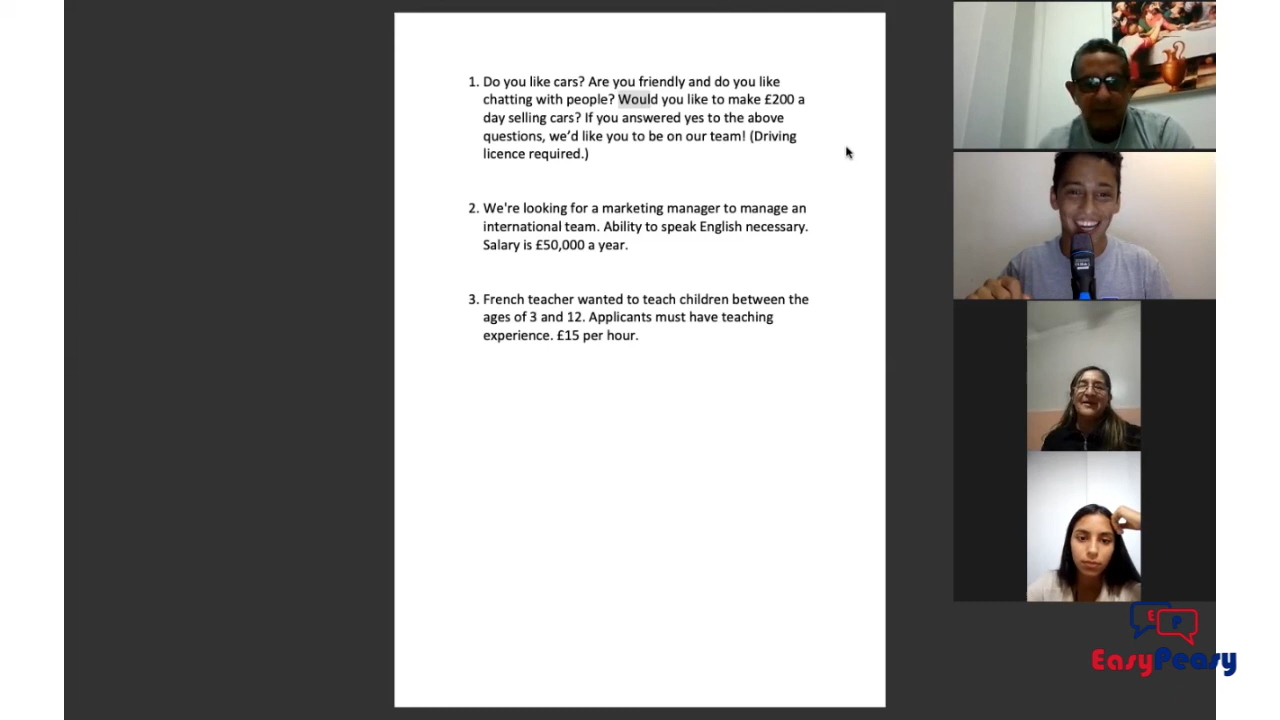 1. Do you like cars? Are you friendly and do you like
chatting with people? Would you like to make £200 a
day selling cars? If you answered yes to the above
questions, we’d like you to be on our team! (Driving
licence required.)
2. We're looking for a marketing manager to manage an
international team. Ability to speak English necessary.
Salary is £50,000 a year.
3. French teacher wanted to teach children between the
ages of 3 and 12. Applicants must have teaching
experience. £15 per hour.
E P
EasyPeasy